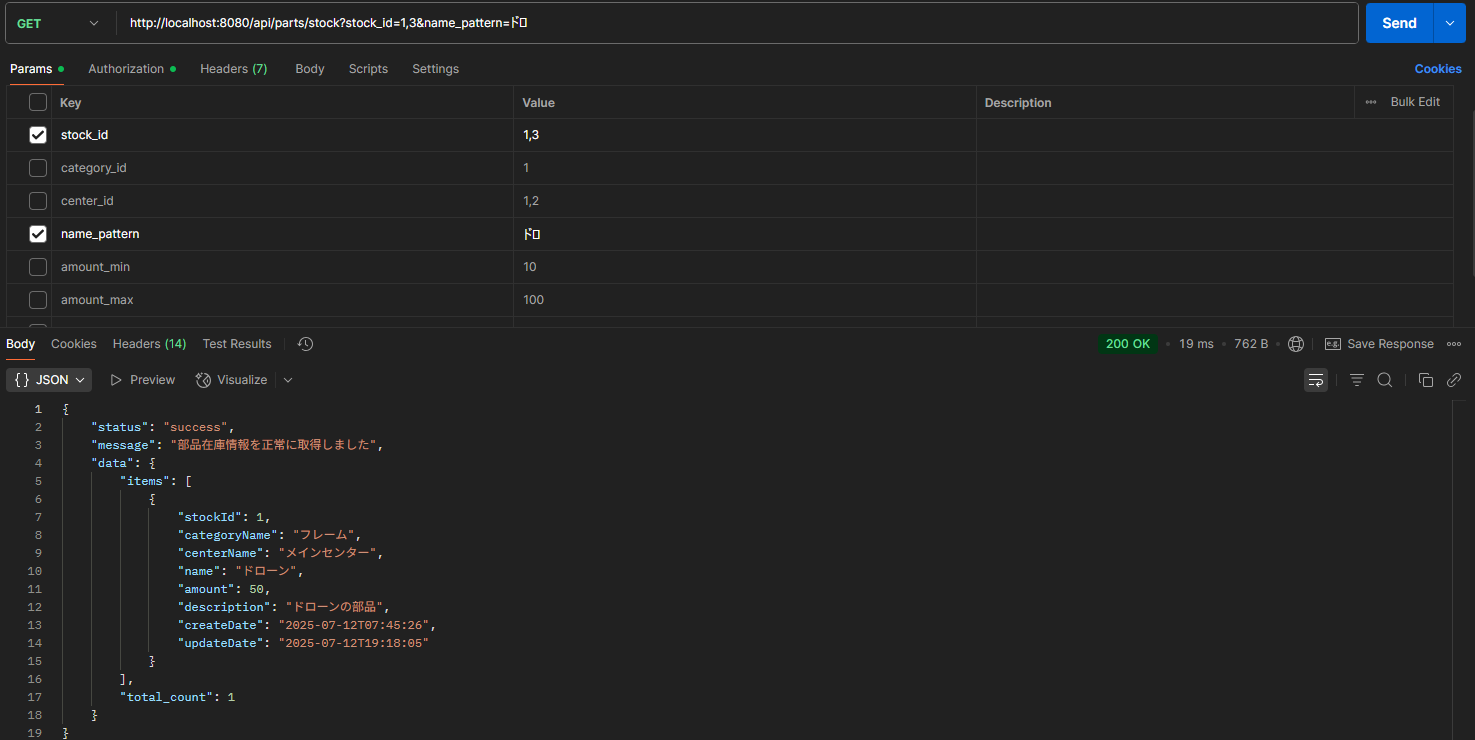 GET http://localhost:8080/api/parts/stock?stock_id=1,3&name_pattern=ドロ Send
Params Authorization Headers (7) Body Scripts Settings Cookies
Key Value Description Bulk Edit
stock_id 1,3
category_id 1
center_id 1,2
name_pattern ドロ
amount_min 10
amount_max 100
Body Cookies Headers (14) Test Results 200 OK 19 ms 762 B e.g. Save Response
{} JSON Preview Visualize
1 {
2 "status": "success",
3 "message": "部品在庫情報を正常に取得しました",
4 "data": {
5 "items": [
6 {
7 "stockId": 1,
8 "categoryName": "フレーム",
9 "centerName": "メインセンター",
10 "name": "ドローン",
11 "amount": 50,
12 "description": "ドローンの部品",
13 "createDate": "2025-07-12T07:45:26",
14 "updateDate": "2025-07-12T19:18:05"
15 }
16 ],
17 "total_count": 1
18 }
19 }